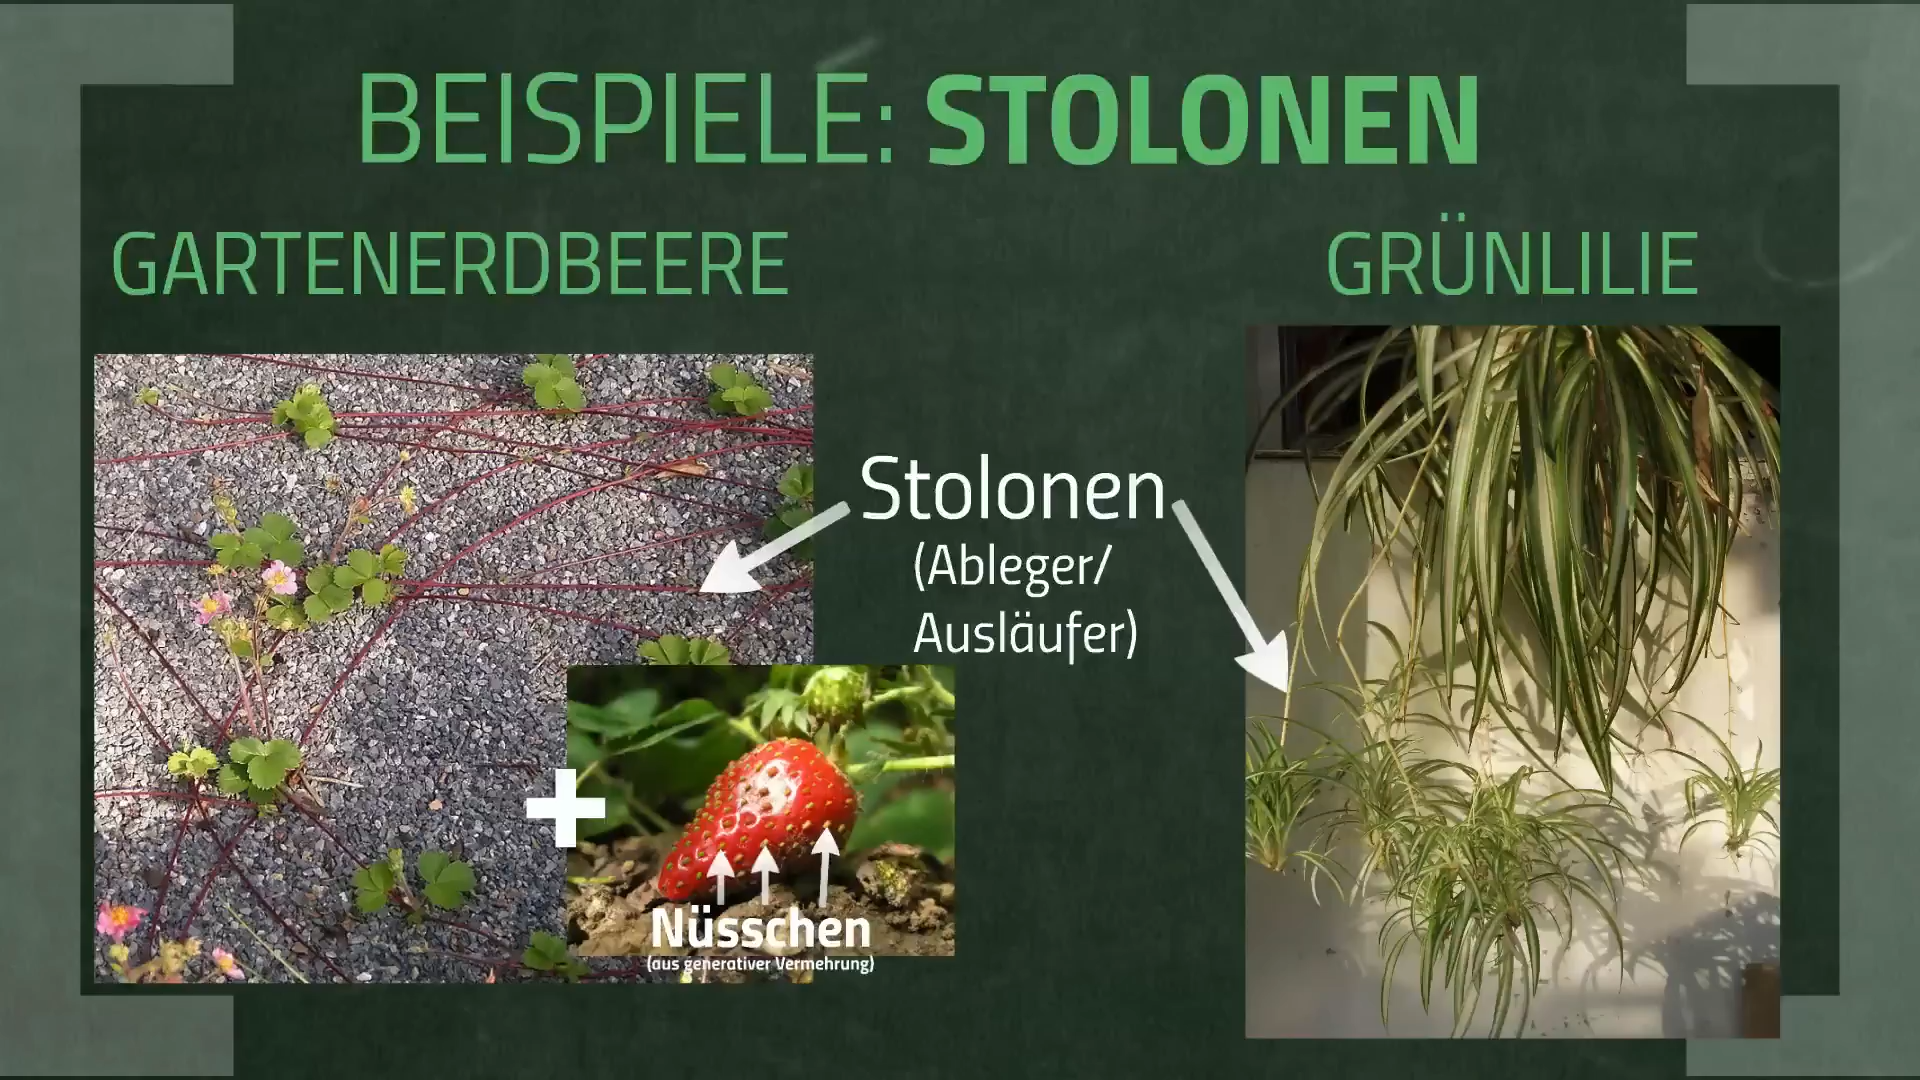 BEISPIELE: STOLONEN
GARTENERDBEERE
GRÜNLILIE
Stolonen
(Ableger/
Ausläufer)
Nüsschen
(aus generativer Vermehrung)